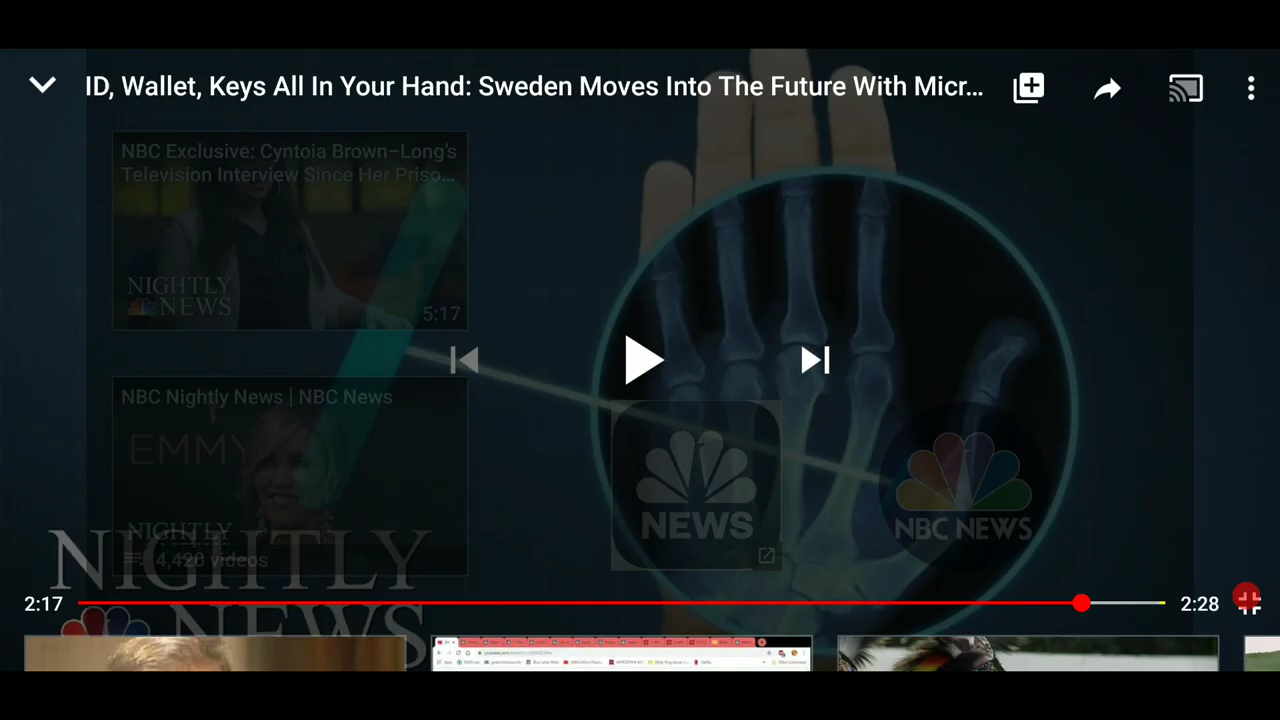 ID, Wallet, Keys All In Your Hand: Sweden Moves Into The Future With Micr...
NBC Exclusive: Cyntoia Brown-Long's
Television Interview Since Her Priso...
NIGHTLY
NEWS
5:17
NBC Nightly News | NBC News
EMMY
NIGHTLY
4,420 videos
NEWS
NBC NEWS
NIGHTLY
NEWS
2:17
2:28